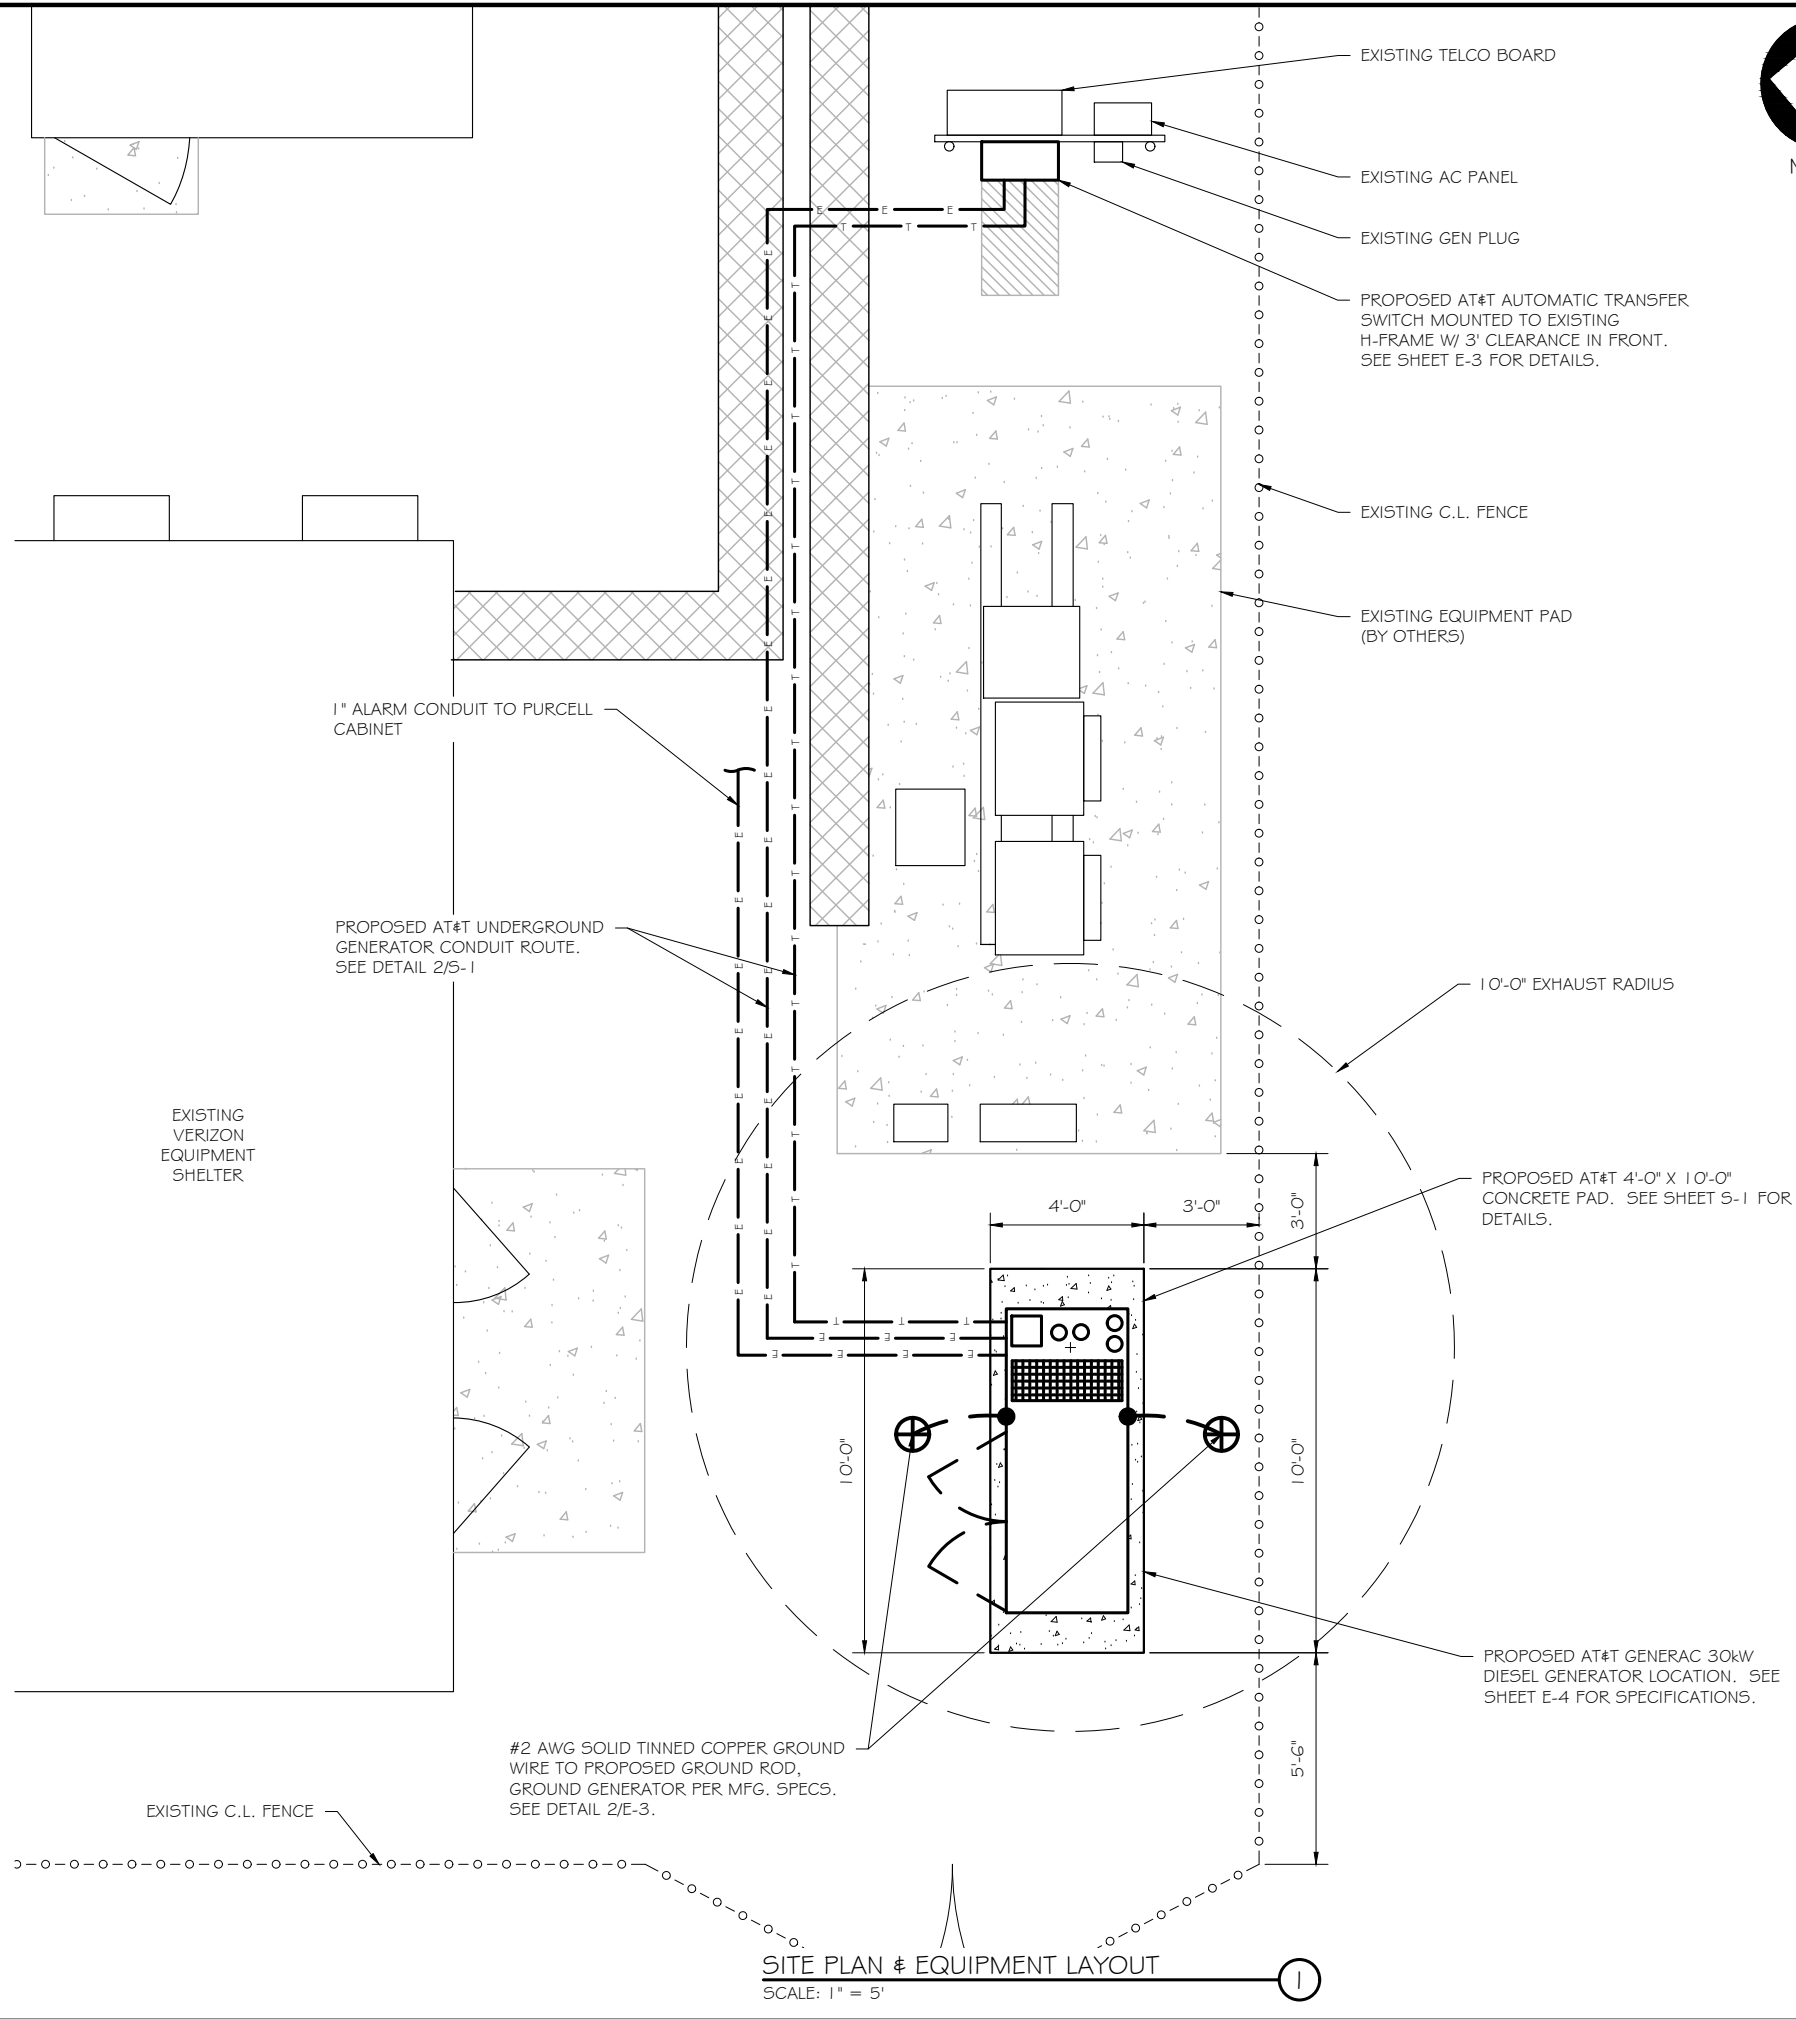 EXISTING TELCO BOARD
EXISTING AC PANEL
EXISTING GEN PLUG
PROPOSED AT&T AUTOMATIC TRANSFER
SWITCH MOUNTED TO EXISTING
H-FRAME W/ 3' CLEARANCE IN FRONT.
SEE SHEET E-3 FOR DETAILS.
EXISTING C.L. FENCE
EXISTING EQUIPMENT PAD
(BY OTHERS)
1" ALARM CONDUIT TO PURCELL
CABINET
PROPOSED AT&T UNDERGROUND
GENERATOR CONDUIT ROUTE.
SEE DETAIL 2/S-1
10'-0" EXHAUST RADIUS
EXISTING
VERIZON
EQUIPMENT
SHELTER
PROPOSED AT&T 4'-0" X 10'-0"
CONCRETE PAD. SEE SHEET S-1 FOR
DETAILS.
4'-0"
3'-0"
3'-0"
10'-0"
10'-0"
PROPOSED AT&T GENERAC 30kW
DIESEL GENERATOR LOCATION. SEE
SHEET E-4 FOR SPECIFICATIONS.
#2 AWG SOLID TINNED COPPER GROUND
WIRE TO PROPOSED GROUND ROD,
GROUND GENERATOR PER MFG. SPECS.
SEE DETAIL 2/E-3.
5'-6"
EXISTING C.L. FENCE
SITE PLAN & EQUIPMENT LAYOUT
1
SCALE: 1" = 5'